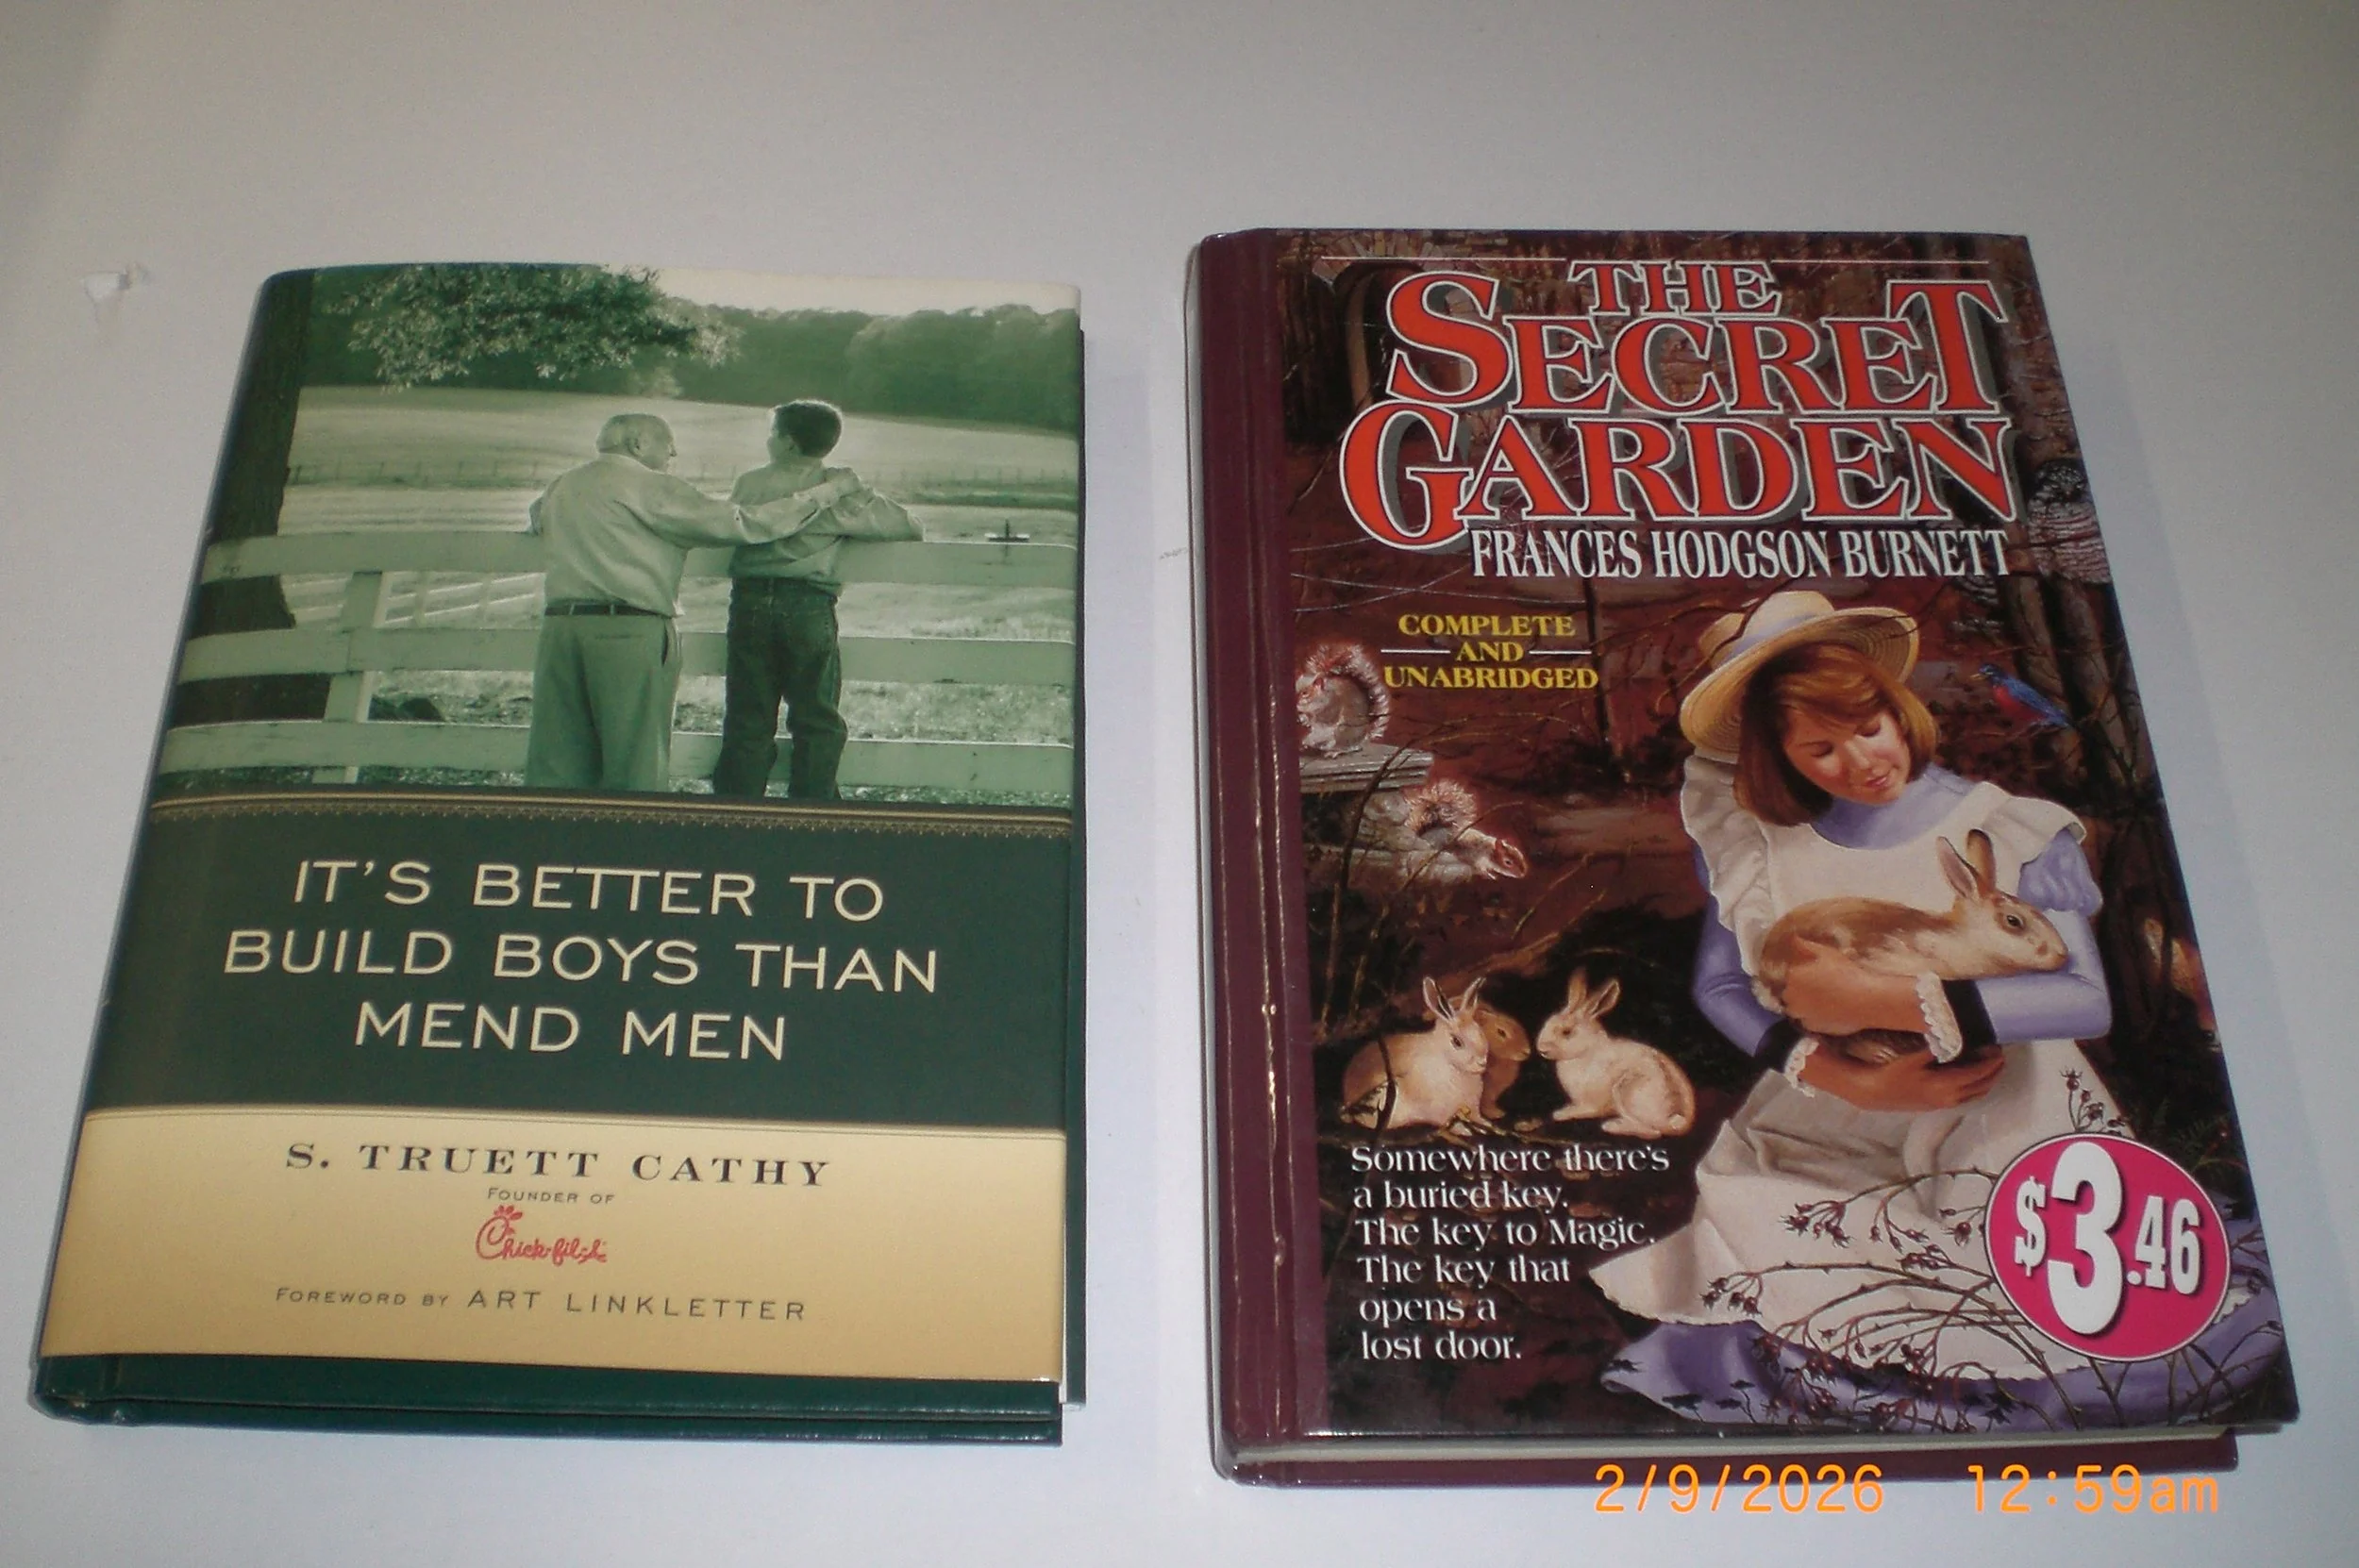 IT'S BETTER TO
BUILD BOYS THAN
MEND MEN
S. TRUETT CATHY
FOUNDER OF
Chick-fil-A
FOREWORD BY ART LINKLETTER
THE
SECRET
GARDEN
FRANCES HODGSON BURNETT
COMPLETE
AND
UNABRIDGED
Somewhere there's
a buried key.
The key to Magic.
The key that
opens a
lost door.
$3.46
2/9/2026 12:59am